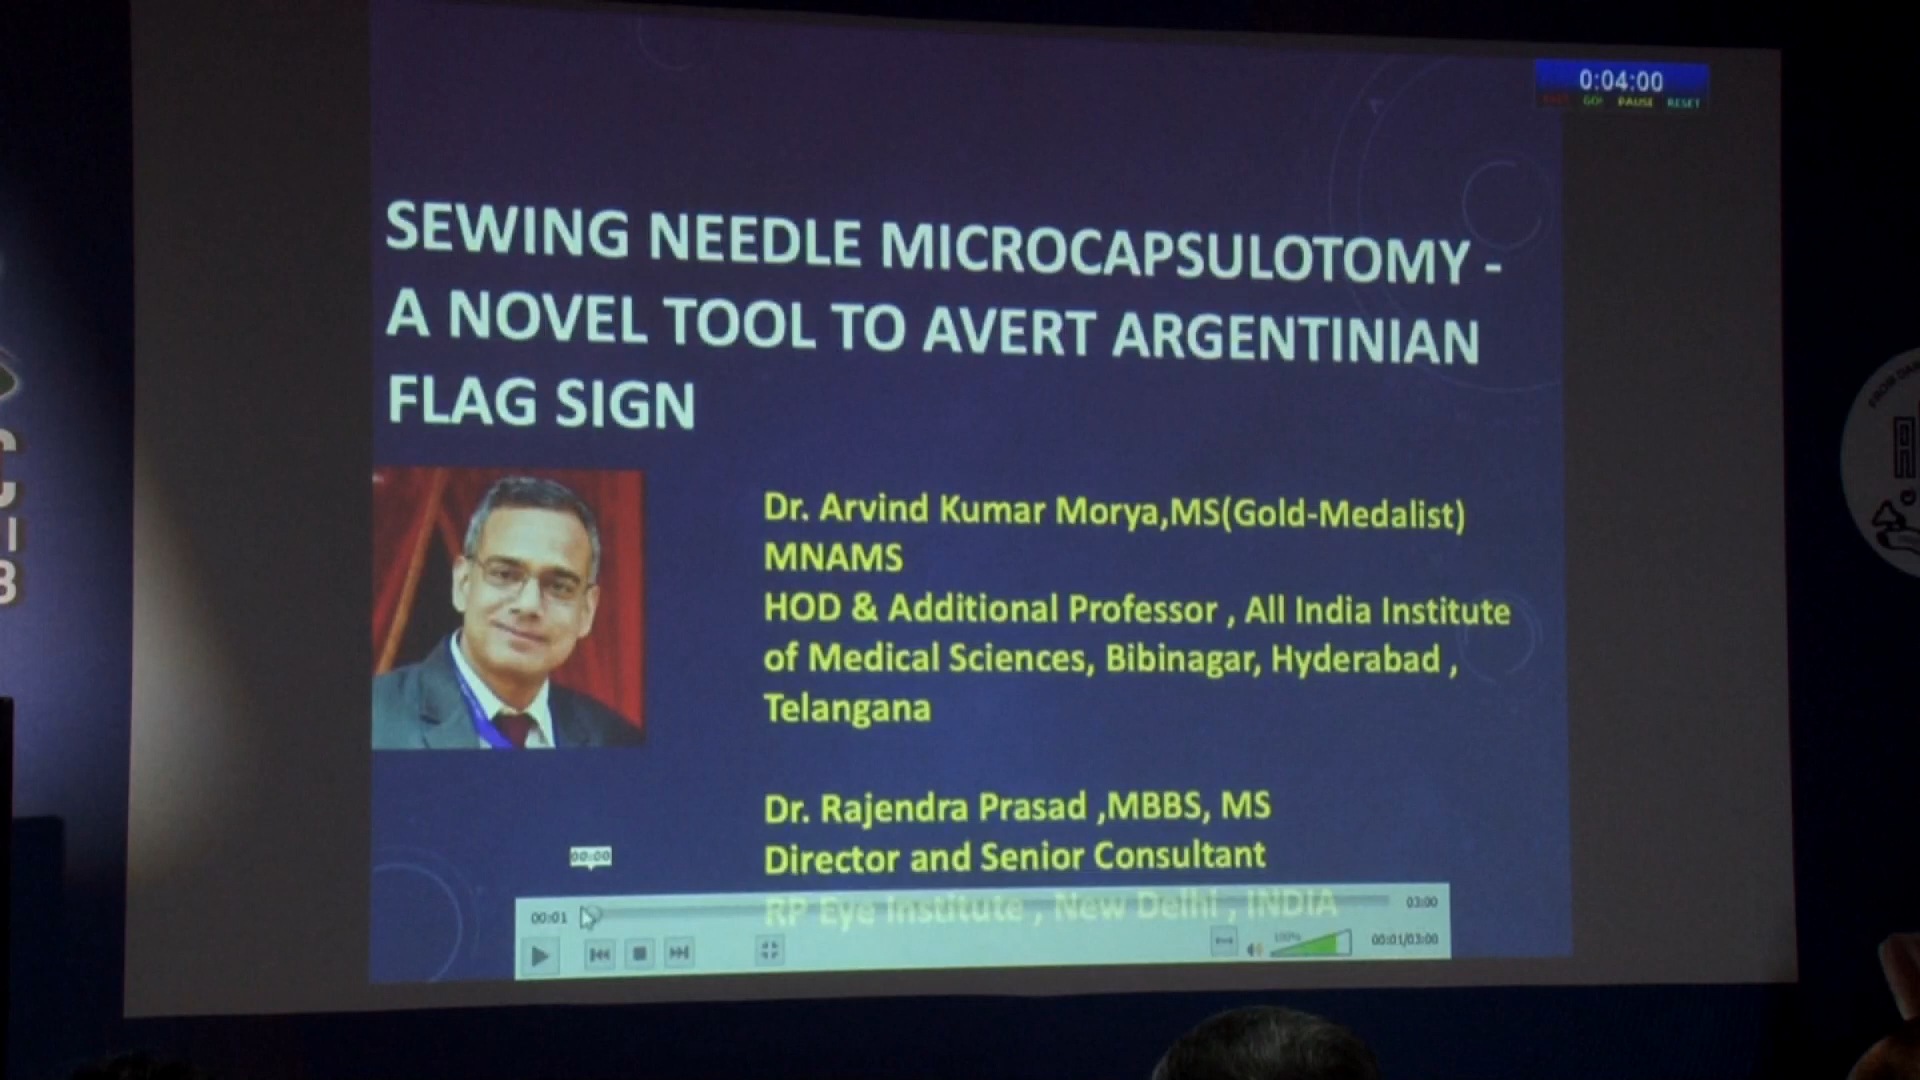 0:04:00
GO! PAUSE RESET
SEWING NEEDLE MICROCAPSULOTOMY -
A NOVEL TOOL TO AVERT ARGENTINIAN
FLAG SIGN
Dr. Arvind Kumar Morya,MS(Gold-Medalist)
MNAMS
HOD & Additional Professor , All India Institute
of Medical Sciences, Bibinagar, Hyderabad ,
Telangana
Dr. Rajendra Prasad ,MBBS, MS
Director and Senior Consultant
RP Eye Institute , New Delhi , INDIA
00:00
00:01
03:00
100%
00:01/03:00